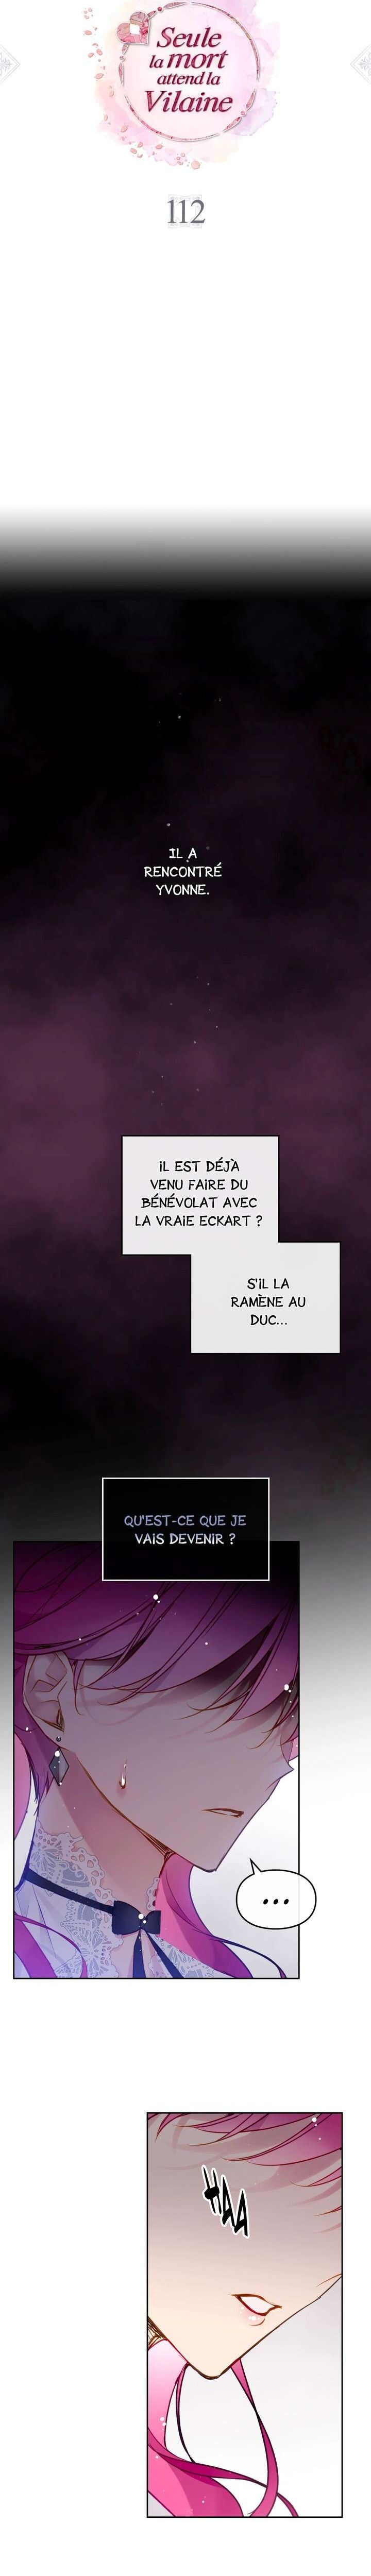 Seule
la mort
attend la
Vilaine
112
IL A
RENCONTRÉ
YVONNE.
IL EST DÉJÀ
VENU FAIRE DU
BÉNÉVOLAT AVEC
LA VRAIE ECKART ?
S'IL LA
RAMÈNE AU
DUC...
QU'EST-CE QUE JE
VAIS DEVENIR ?
...
HAA